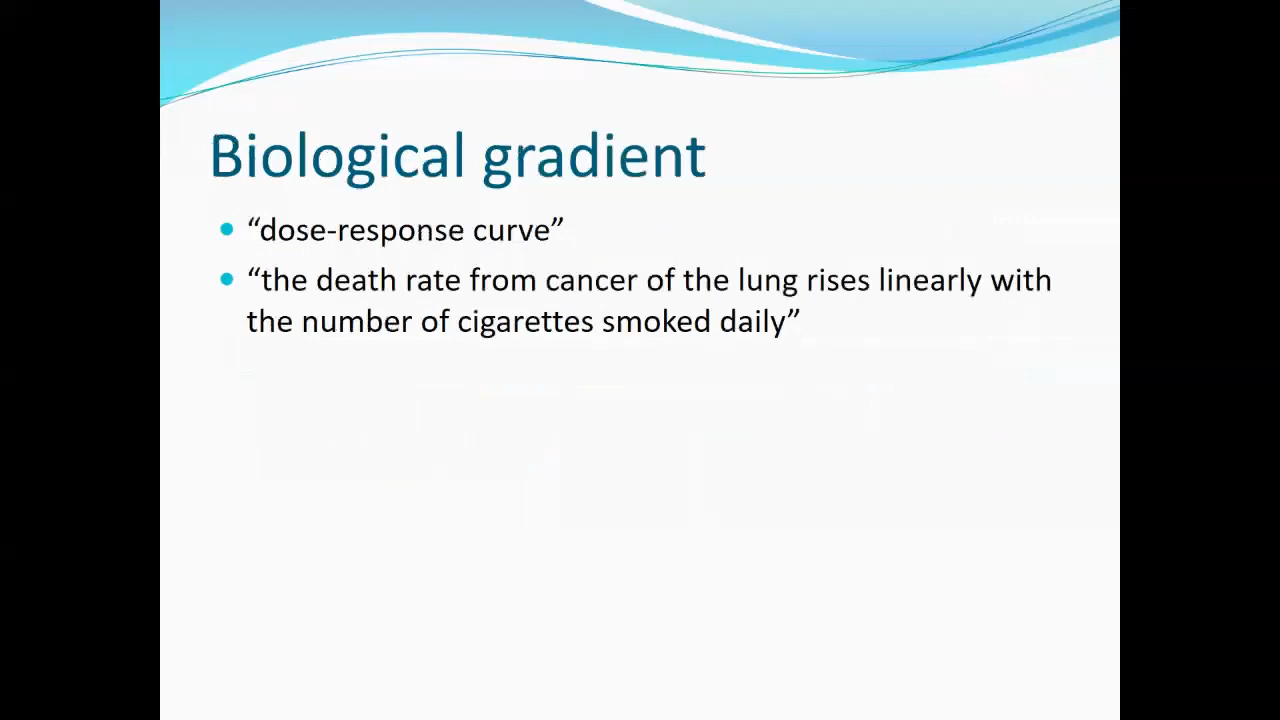 Biological gradient
“dose-response curve”
“the death rate from cancer of the lung rises linearly with
the number of cigarettes smoked daily”